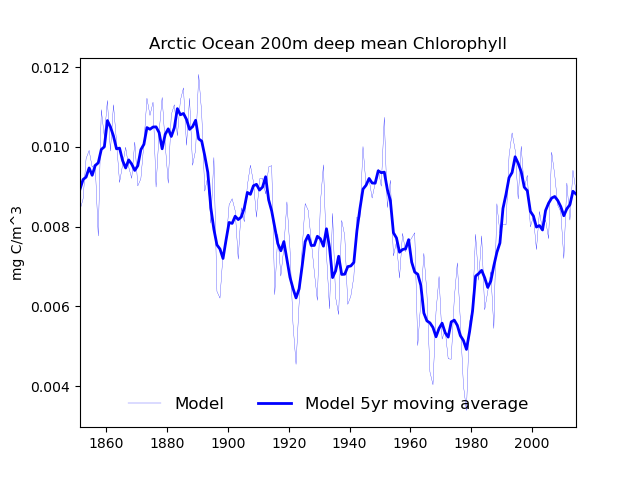 Arctic Ocean 200m deep mean Chlorophyll
mg C/m^3
0.012
0.010
0.008
0.006
0.004
Model
Model 5yr moving average
1860 1880 1900 1920 1940 1960 1980 2000